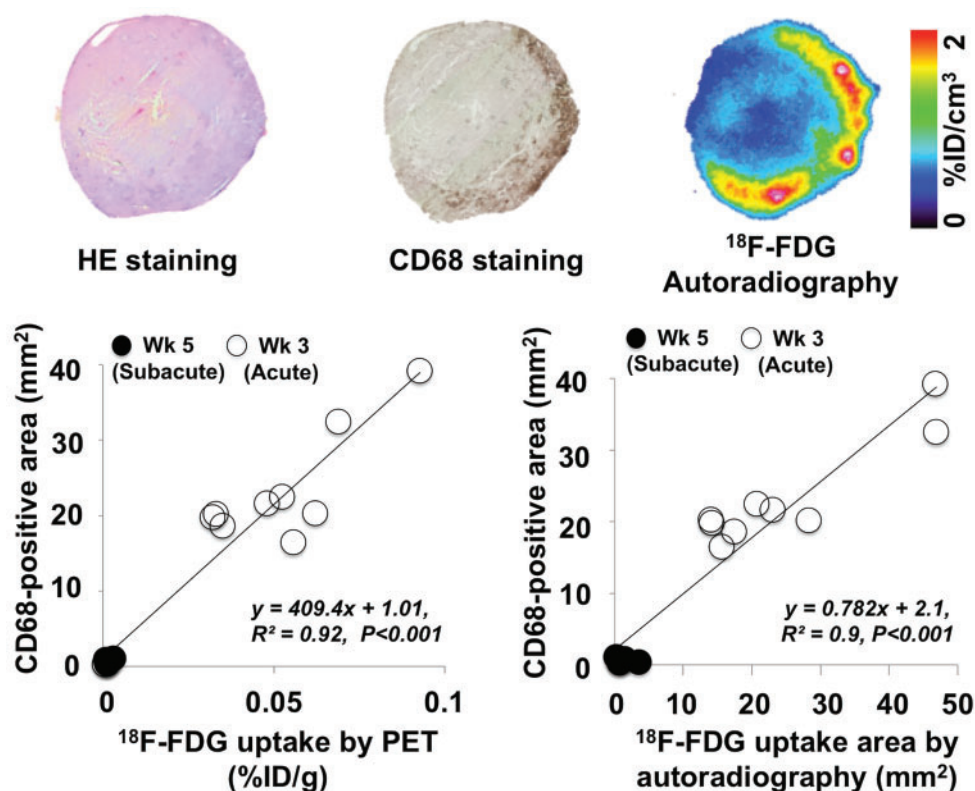 HE staining
CD68 staining
¹⁸F-FDG
Autoradiography
2
0
%ID/cm³
Wk 5
(Subacute)
Wk 3
(Acute)
CD68-positive area (mm²)
40
30
20
10
0
y = 409.4x + 1.01,
R² = 0.92, P<0.001
0
0.05
0.1
¹⁸F-FDG uptake by PET
(%ID/g)
Wk 5
(Subacute)
Wk 3
(Acute)
CD68-positive area (mm²)
40
30
20
10
0
y = 0.782x + 2.1,
R² = 0.9, P<0.001
0
10
20
30
40
50
¹⁸F-FDG uptake area by
autoradiography (mm²)